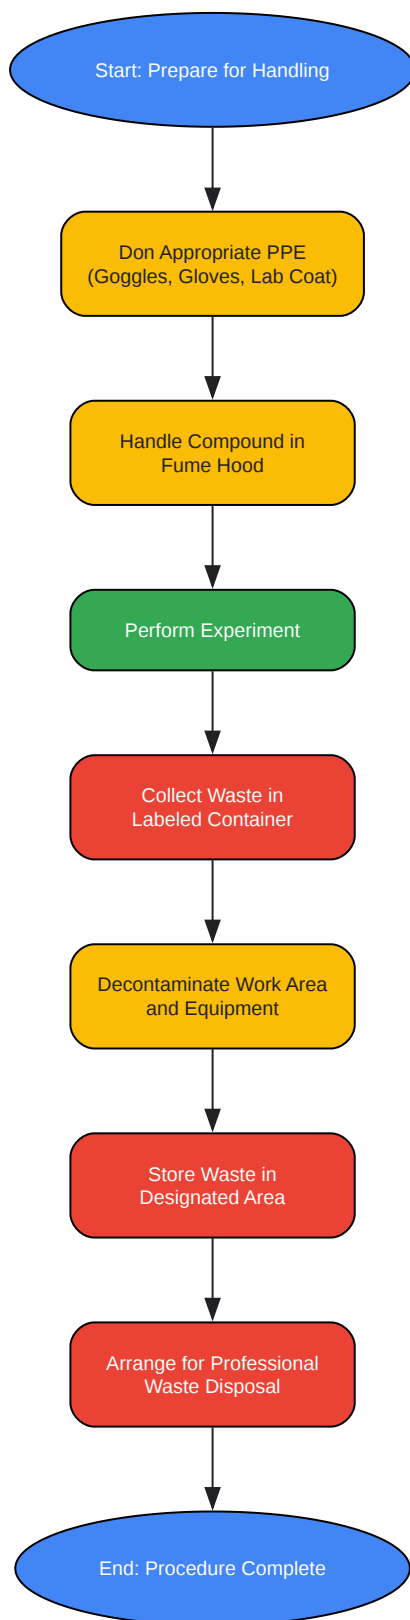 Start: Prepare for Handling
Don Appropriate PPE
(Goggles, Gloves, Lab Coat)
Handle Compound in
Fume Hood
Perform Experiment
Collect Waste in
Labeled Container
Decontaminate Work Area
and Equipment
Store Waste in
Designated Area
Arrange for Professional
Waste Disposal
End: Procedure Complete